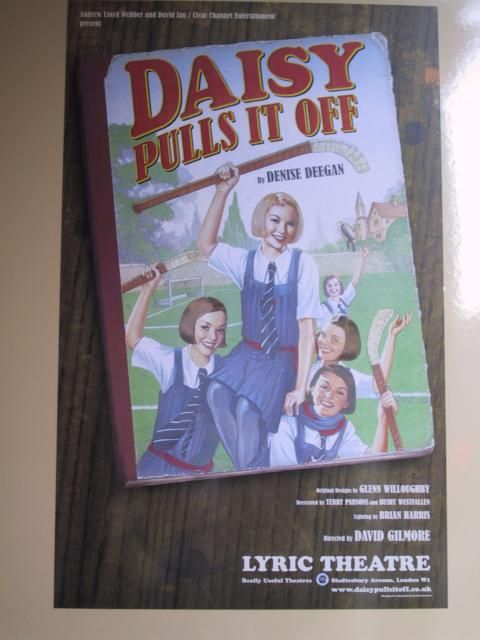 Andrew Lloyd Webber and David Ian / Clear Channel Entertainment
present
DAISY
PULLS IT OFF
By DENISE DEEGAN
Original Designs by GLENN WILLOUGHBY
Recreated by TERRY PARSONS and BUSHY WESTFALLEN
Lighting by BRIAN HARRIS
Directed by DAVID GILMORE
LYRIC THEATRE
Really Useful Theatres Shaftesbury Avenue, London W1
www.daisypullsitoff.co.uk